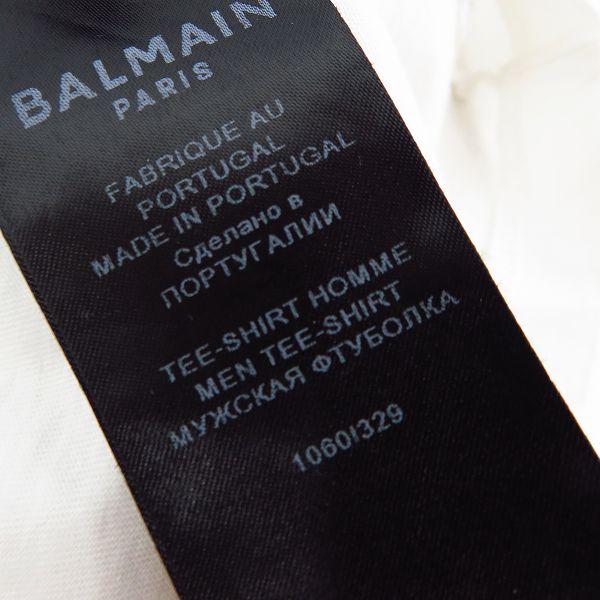 BALMAIN
PARIS
FABRIQUE AU
PORTUGAL
MADE IN PORTUGAL
Сделано в
ПОРТУГАЛИИ
TEE-SHIRT HOMME
MEN TEE-SHIRT
МУЖСКАЯ ФТУБОЛКА
1060I329